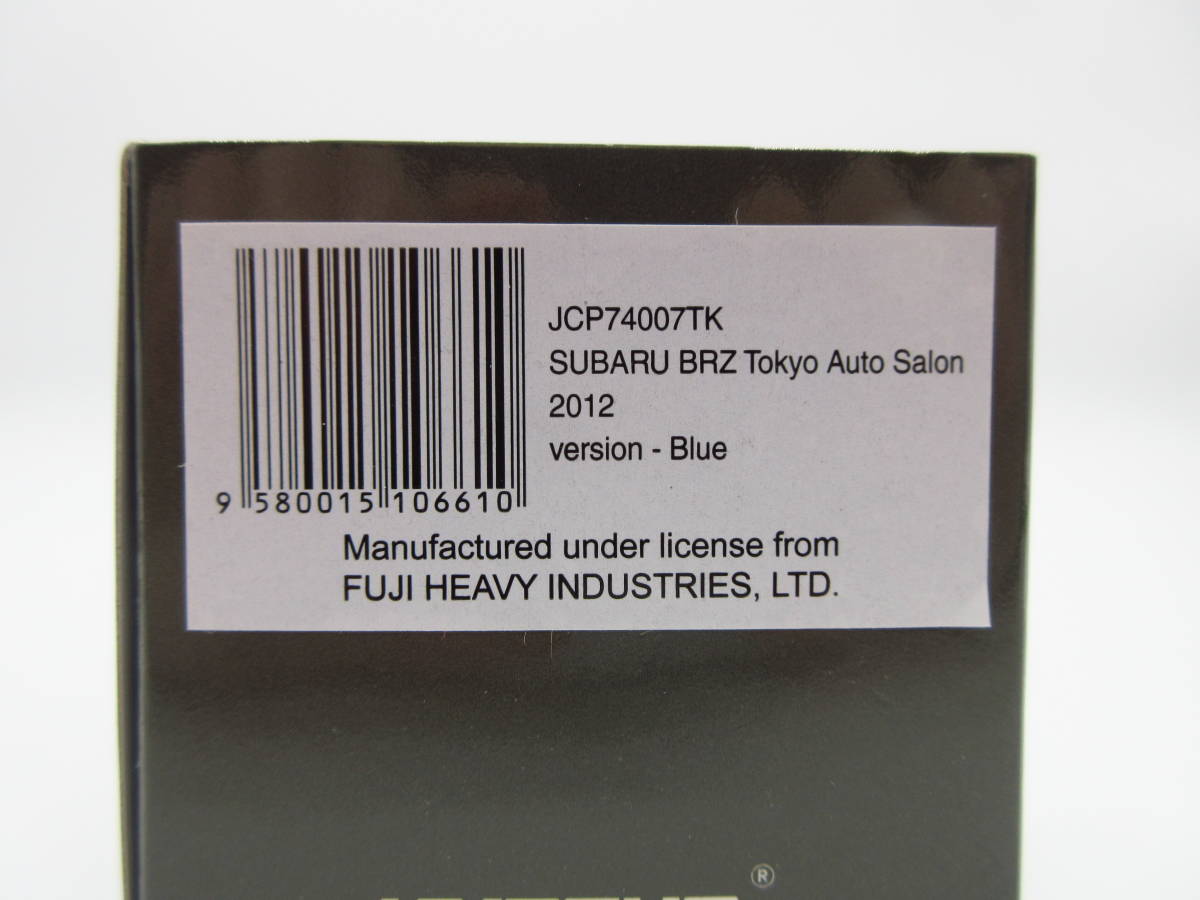 JCP74007TK
SUBARU BRZ Tokyo Auto Salon
2012
version - Blue
9 580015 106610
Manufactured under license from
FUJI HEAVY INDUSTRIES, LTD.
®